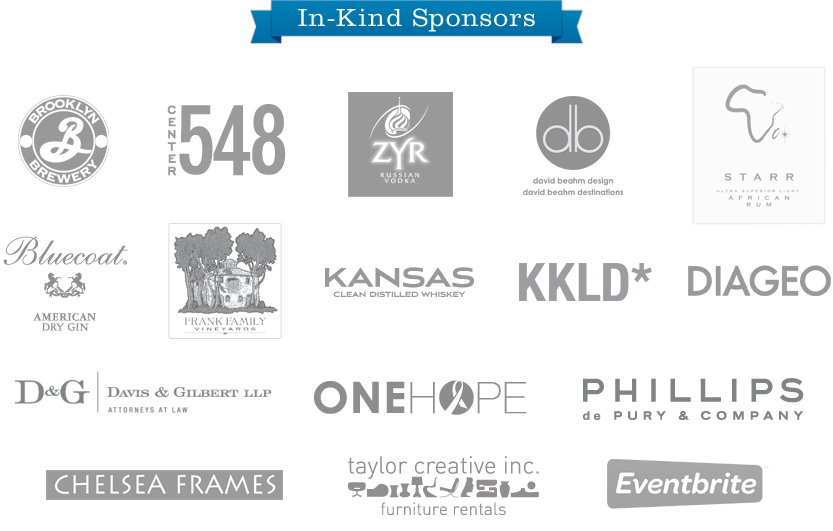 In-Kind Sponsors
BROOKLYN
B
BREWERY
CENTER
548
ZYR
RUSSIAN
VODKA
db
david beahm design
david beahm destinations
STARR
ULTRA SUPERIOR LIGHT
AFRICAN
RUM
Bluecoat®
AMERICAN
DRY GIN
FRANK FAMILY
VINEYARDS
KANSAS
CLEAN DISTILLED WHISKEY
KKLD*
DIAGEO
D&G
DAVIS & GILBERT LLP
ATTORNEYS AT LAW
ONEHOPE
PHILLIPS
de PURY & COMPANY
CHELSEA FRAMES
taylor creative inc.
furniture rentals
Eventbrite™